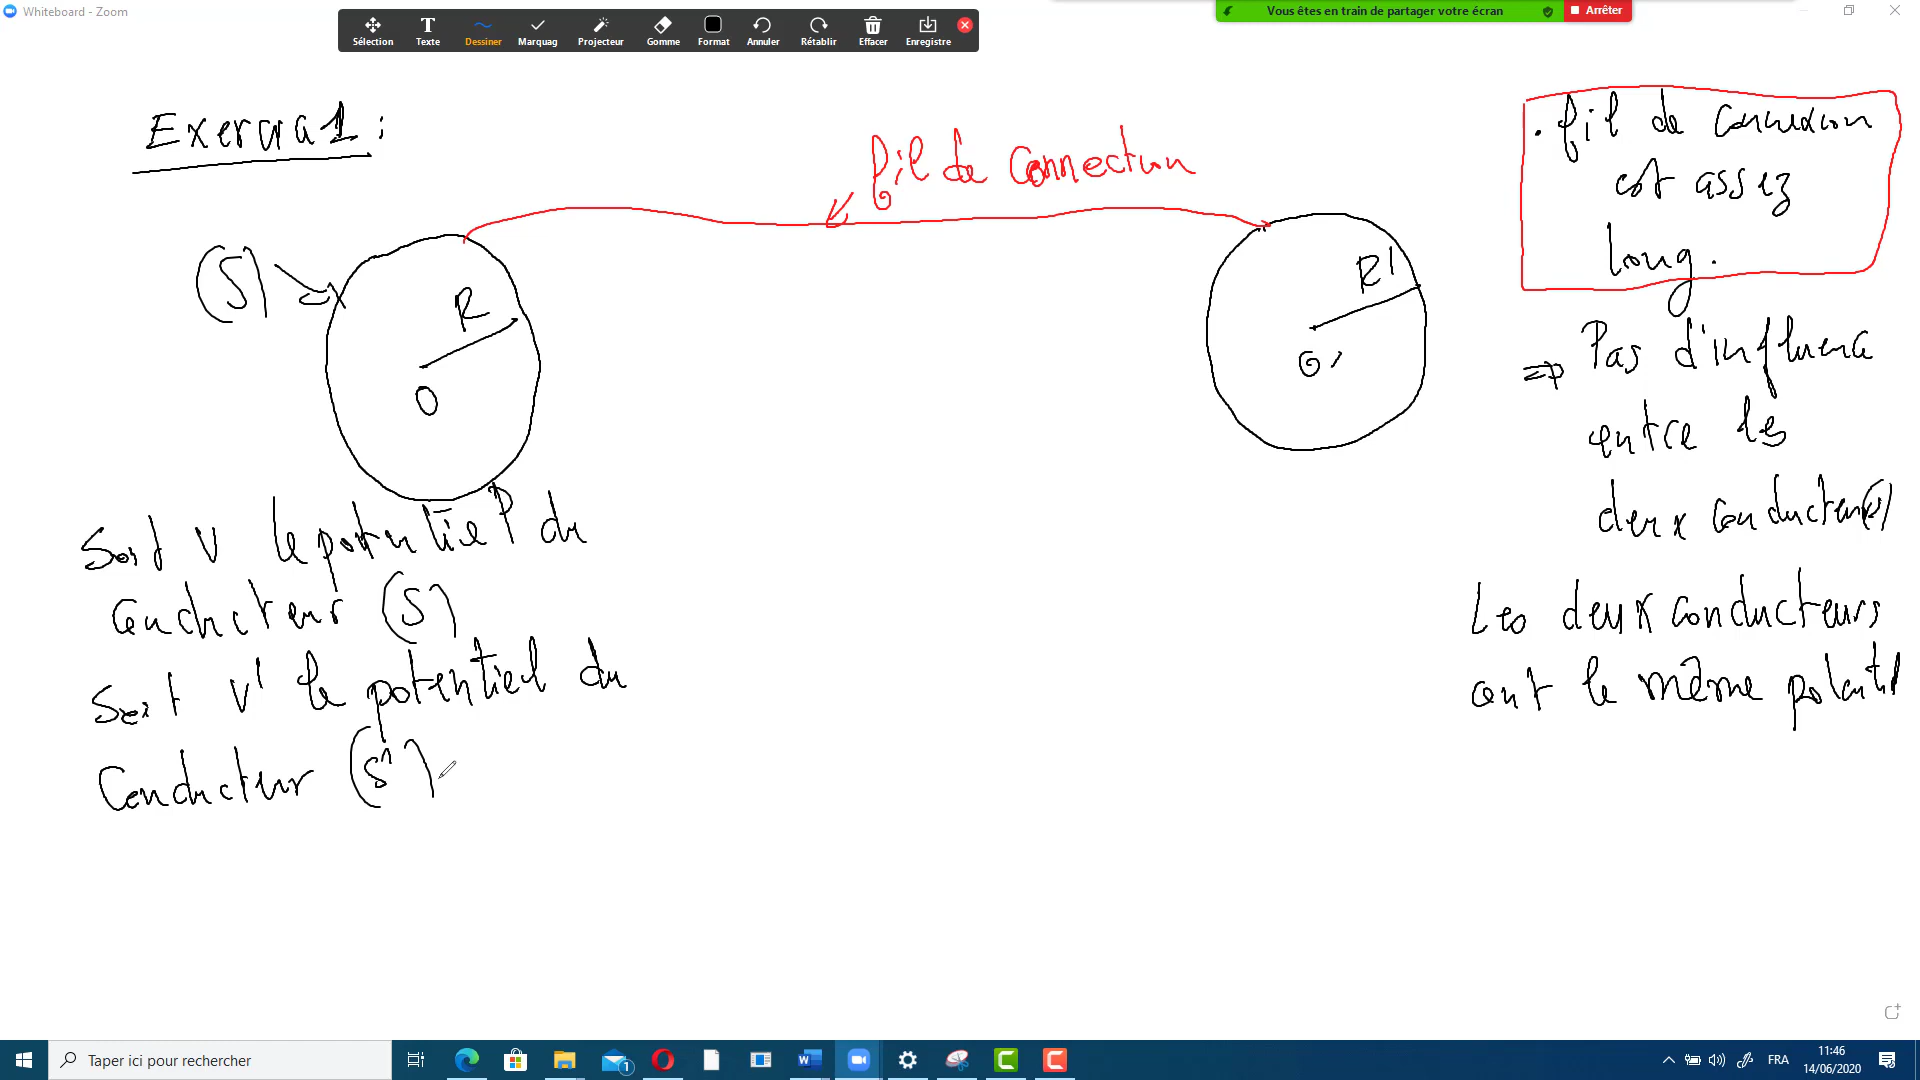 Whiteboard - Zoom
Sélection Texte Dessiner Marquag Projecteur Gomme Format Annuler Rétablir Effacer Enregistre
Vous êtes en train de partager votre écran
Arrêter
fil de connection
(S)
R
O
R'
O'
. fil de connexion
est assez
long.
⇒ Pas d'influence
entre les
deux conducteur(s)
Les deux conducteurs
ont le même
Soit V le potentiel du
Conducteur (S)
Soit V' le potentiel du
Conducteur (S')
Taper ici pour rechercher
1
FRA
11:46
14/06/2020